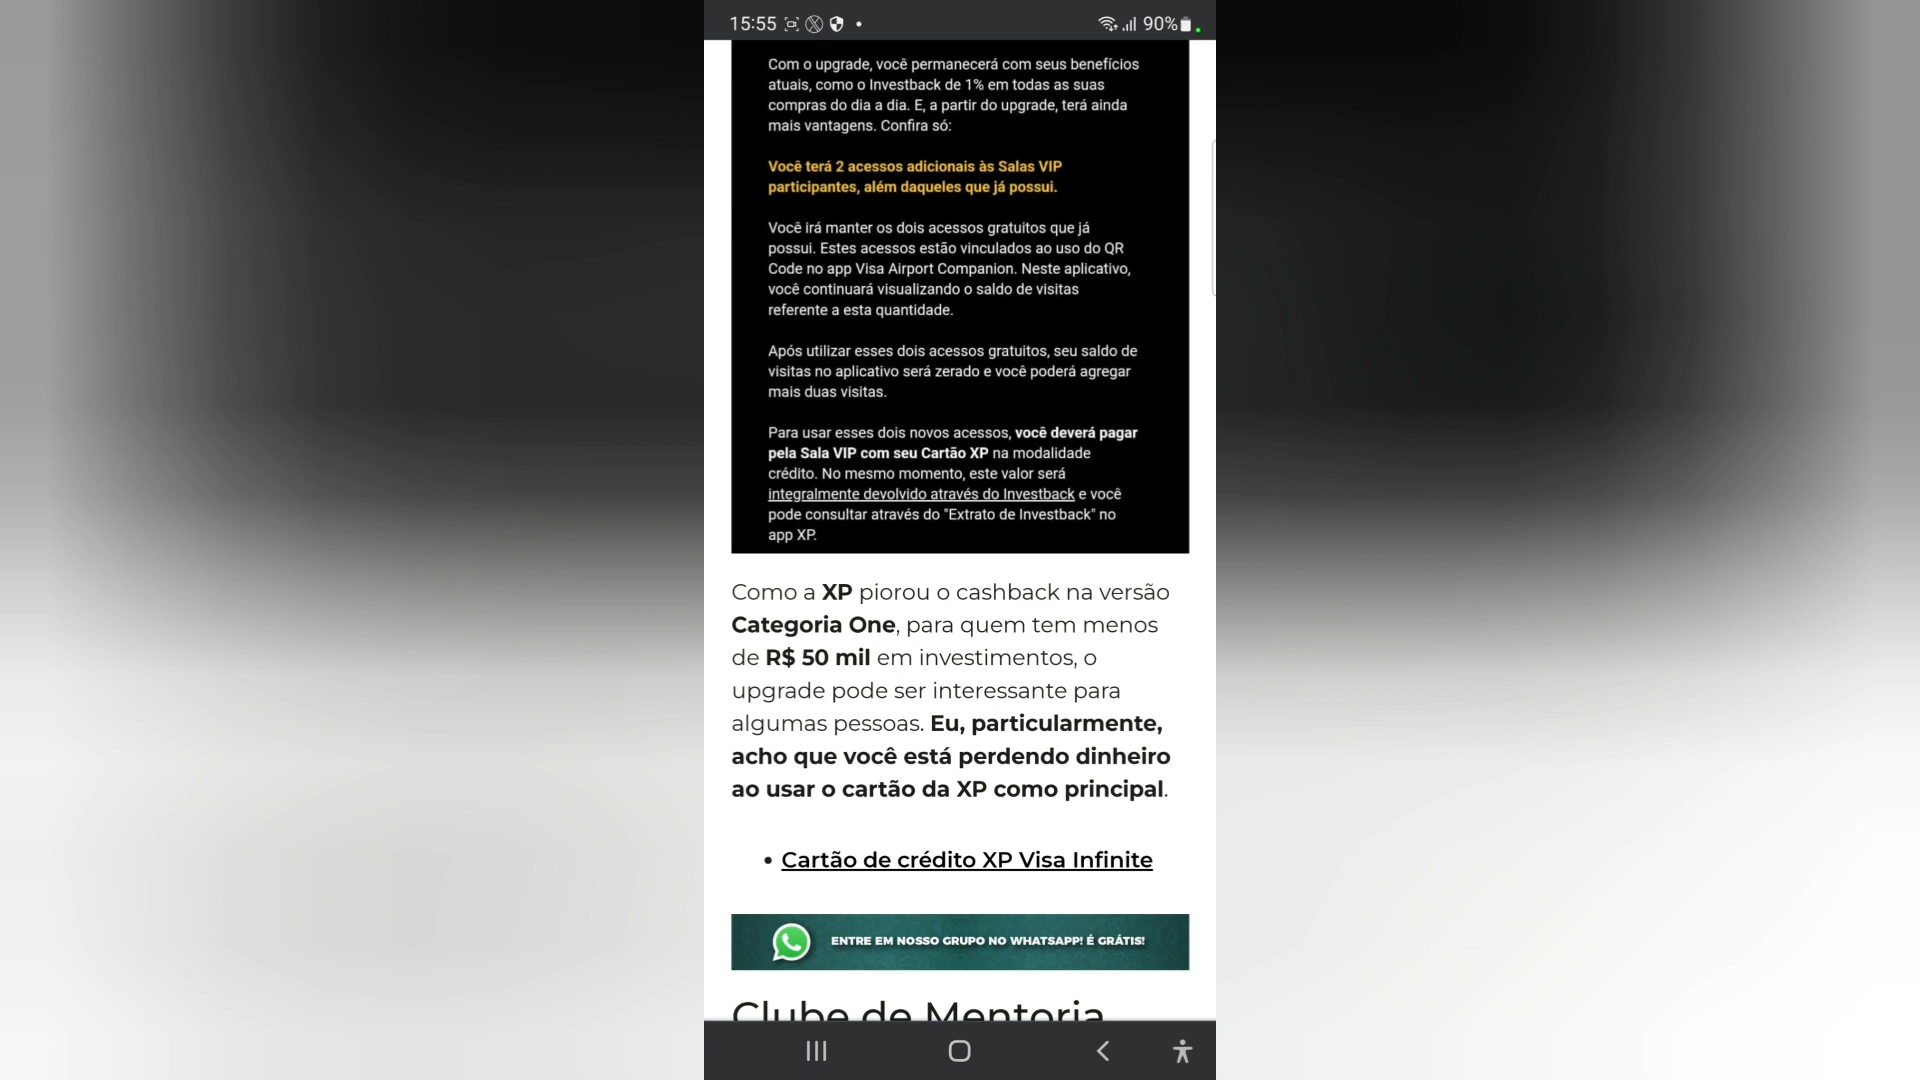 15:55
90%
Com o upgrade, você permanecerá com seus benefícios
atuais, como o Investback de 1% em todas as suas
compras do dia a dia. E, a partir do upgrade, terá ainda
mais vantagens. Confira só:
Você terá 2 acessos adicionais às Salas VIP
participantes, além daqueles que já possui.
Você irá manter os dois acessos gratuitos que já
possui. Estes acessos estão vinculados ao uso do QR
Code no app Visa Airport Companion. Neste aplicativo,
você continuará visualizando o saldo de visitas
referente a esta quantidade.
Após utilizar esses dois acessos gratuitos, seu saldo de
visitas no aplicativo será zerado e você poderá agregar
mais duas visitas.
Para usar esses dois novos acessos, você deverá pagar
pela Sala VIP com seu Cartão XP na modalidade
crédito. No mesmo momento, este valor será
integralmente devolvido através do Investback e você
pode consultar através do "Extrato de Investback" no
app XP.
Como a XP piorou o cashback na versão
Categoria One, para quem tem menos
de R$ 50 mil em investimentos, o
upgrade pode ser interessante para
algumas pessoas. Eu, particularmente,
acho que você está perdendo dinheiro
ao usar o cartão da XP como principal.
• Cartão de crédito XP Visa Infinite
ENTRE EM NOSSO GRUPO NO WHATSAPP! É GRÁTIS!
Clube de Mentoria